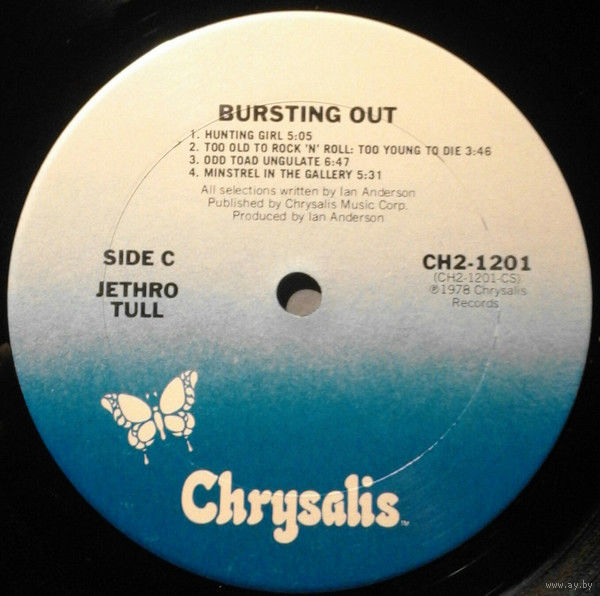 BURSTING OUT
1. HUNTING GIRL 5:05
2. TOO OLD TO ROCK 'N' ROLL: TOO YOUNG TO DIE 3:46
3. ODD TOAD UNGULATE 6:47
4. MINSTREL IN THE GALLERY 5:31
All selections written by Ian Anderson
Published by Chrysalis Music Corp.
Produced by Ian Anderson
SIDE C
JETHRO
TULL
CH2-1201
(CH2-1201-CS)
℗1978 Chrysalis
Records
Chrysalis™
www.ay.by